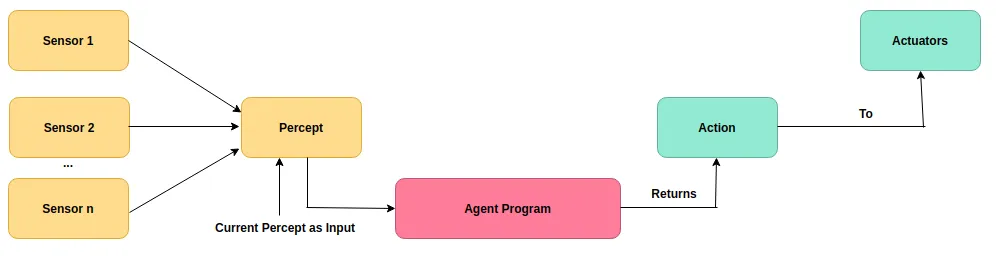 Sensor 1
Sensor 2
...
Sensor n
Percept
Current Percept as Input
Agent Program
Returns
Action
To
Actuators